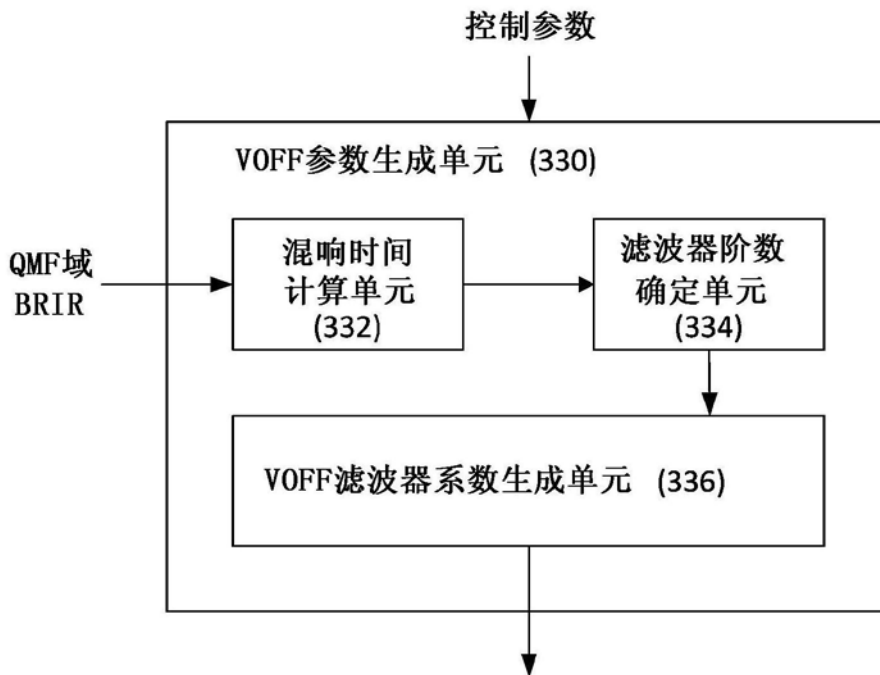 控制参数
VOFF参数生成单元 (330)
QMF域
BRIR
混响时间
计算单元
(332)
滤波器阶数
确定单元
(334)
VOFF滤波器系数生成单元 (336)